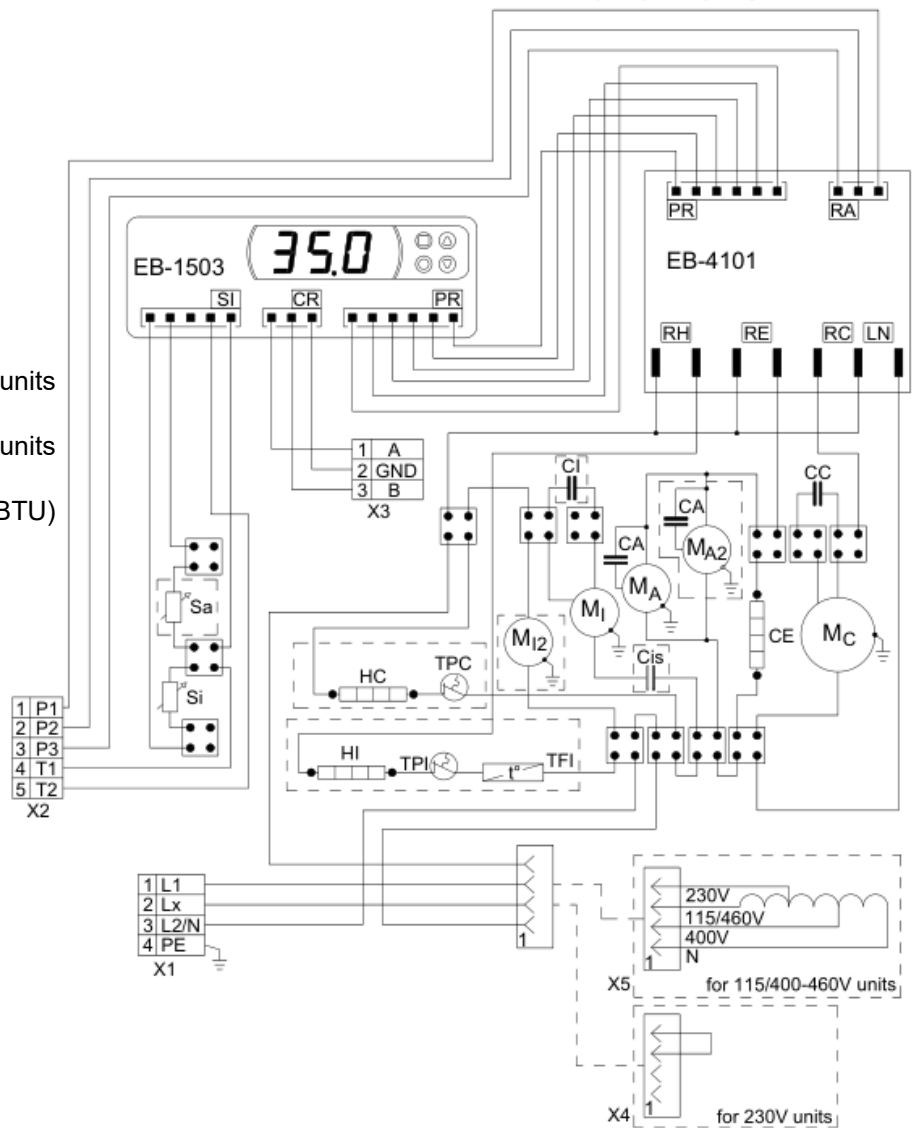 PR
RA
EB-4101
RH
RE
RC
LN
EB-1503
35.0
SI
CR
PR
units
units
BTU)
1 A
2 GND
3 B
X3
CI
CA
CA
CC
MA2
MA
MI
MI2
MC
CE
Cis
Sa
Si
HC
TPC
HI
TPI
t°
TFI
1 P1
2 P2
3 P3
4 T1
5 T2
X2
1 L1
2 Lx
3 L2/N
4 PE
X1
1
230V
115/460V
400V
N
1
X5
for 115/400-460V units
1
X4
for 230V units